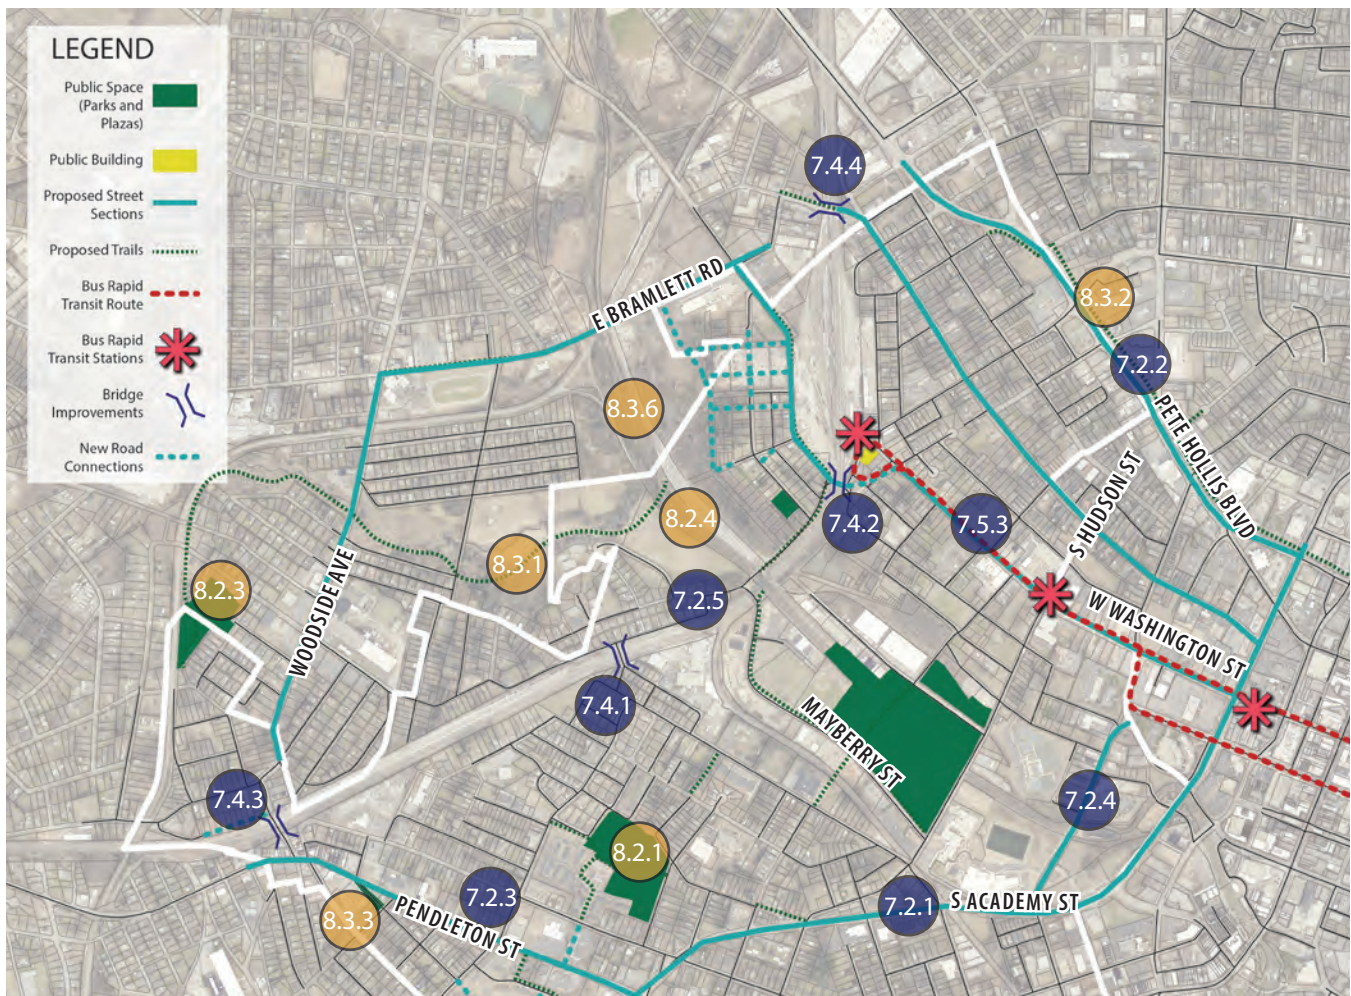 LEGEND
Public Space
(Parks and
Plazas)
Public Building
Proposed Street
Sections
Proposed Trails
Bus Rapid
Transit Route
Bus Rapid
Transit Stations
Bridge
Improvements
New Road
Connections
7.4.4
E BRAMLETT RD
8.3.2
7.2.2
8.3.6
PETE HOLLIS BLVD
S HUDSON ST
8.2.4
7.4.2
7.5.3
8.3.1
8.2.3
7.2.5
WOODSIDE AVE
W WASHINGTON ST
7.4.1
MAYBERRY ST
7.4.3
7.2.4
8.2.1
7.2.3
8.3.3
PENDLETON ST
7.2.1
S ACADEMY ST